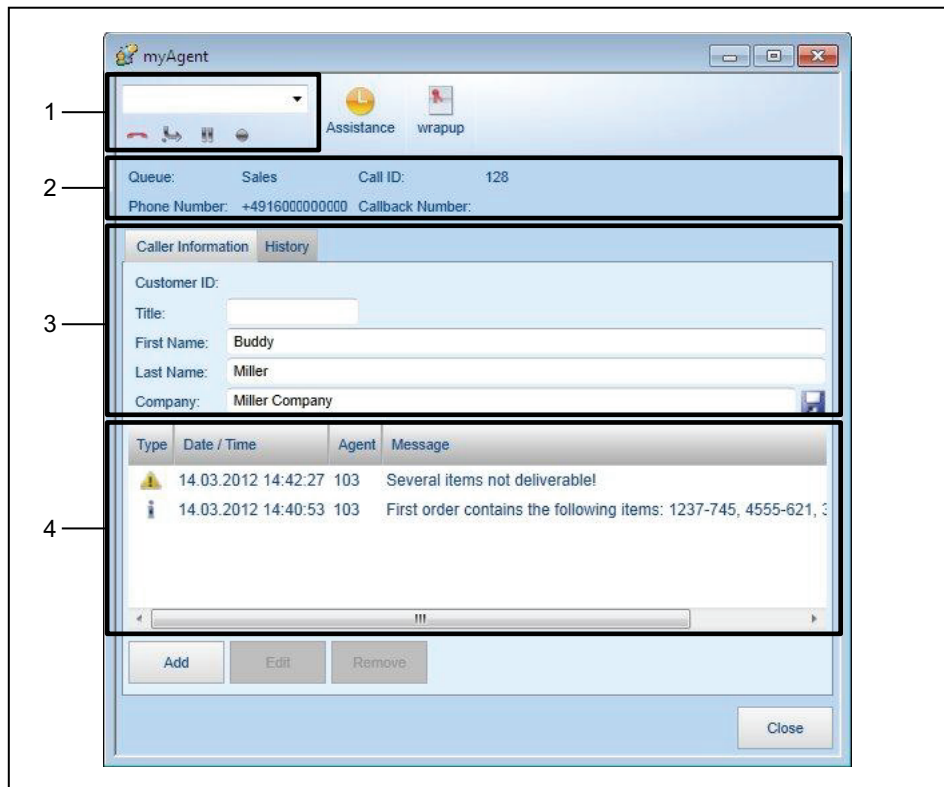 myAgent
1
Assistance
wrapup
2
Queue: Sales Call ID: 128
Phone Number: +4916000000000 Callback Number:
Caller Information History
3
Customer ID:
Title:
First Name: Buddy
Last Name: Miller
Company: Miller Company
4
Type Date / Time Agent Message
14.03.2012 14:42:27 103 Several items not deliverable!
14.03.2012 14:40:53 103 First order contains the following items: 1237-745, 4555-621,
Add Edit Remove
Close